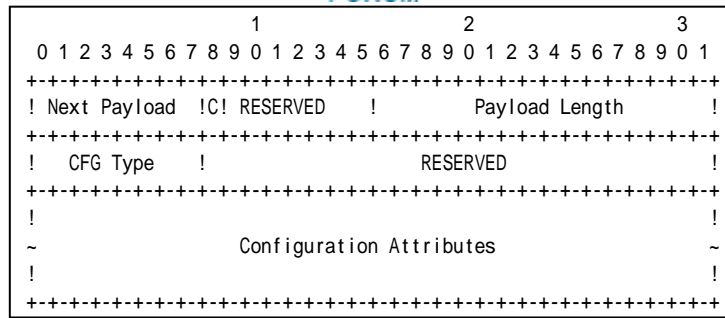 1 2 3
0 1 2 3 4 5 6 7 8 9 0 1 2 3 4 5 6 7 8 9 0 1 2 3 4 5 6 7 8 9 0 1
+-+-+-+-+-+-+-+-+-+-+-+-+-+-+-+-+-+-+-+-+-+-+-+-+-+-+-+-+-+-+-+-+
! Next Payload !C! RESERVED ! Payload Length !
+-+-+-+-+-+-+-+-+-+-+-+-+-+-+-+-+-+-+-+-+-+-+-+-+-+-+-+-+-+-+-+-+
! CFG Type ! RESERVED !
+-+-+-+-+-+-+-+-+-+-+-+-+-+-+-+-+-+-+-+-+-+-+-+-+-+-+-+-+-+-+-+-+
! !
~ Configuration Attributes ~
! !
+-+-+-+-+-+-+-+-+-+-+-+-+-+-+-+-+-+-+-+-+-+-+-+-+-+-+-+-+-+-+-+-+